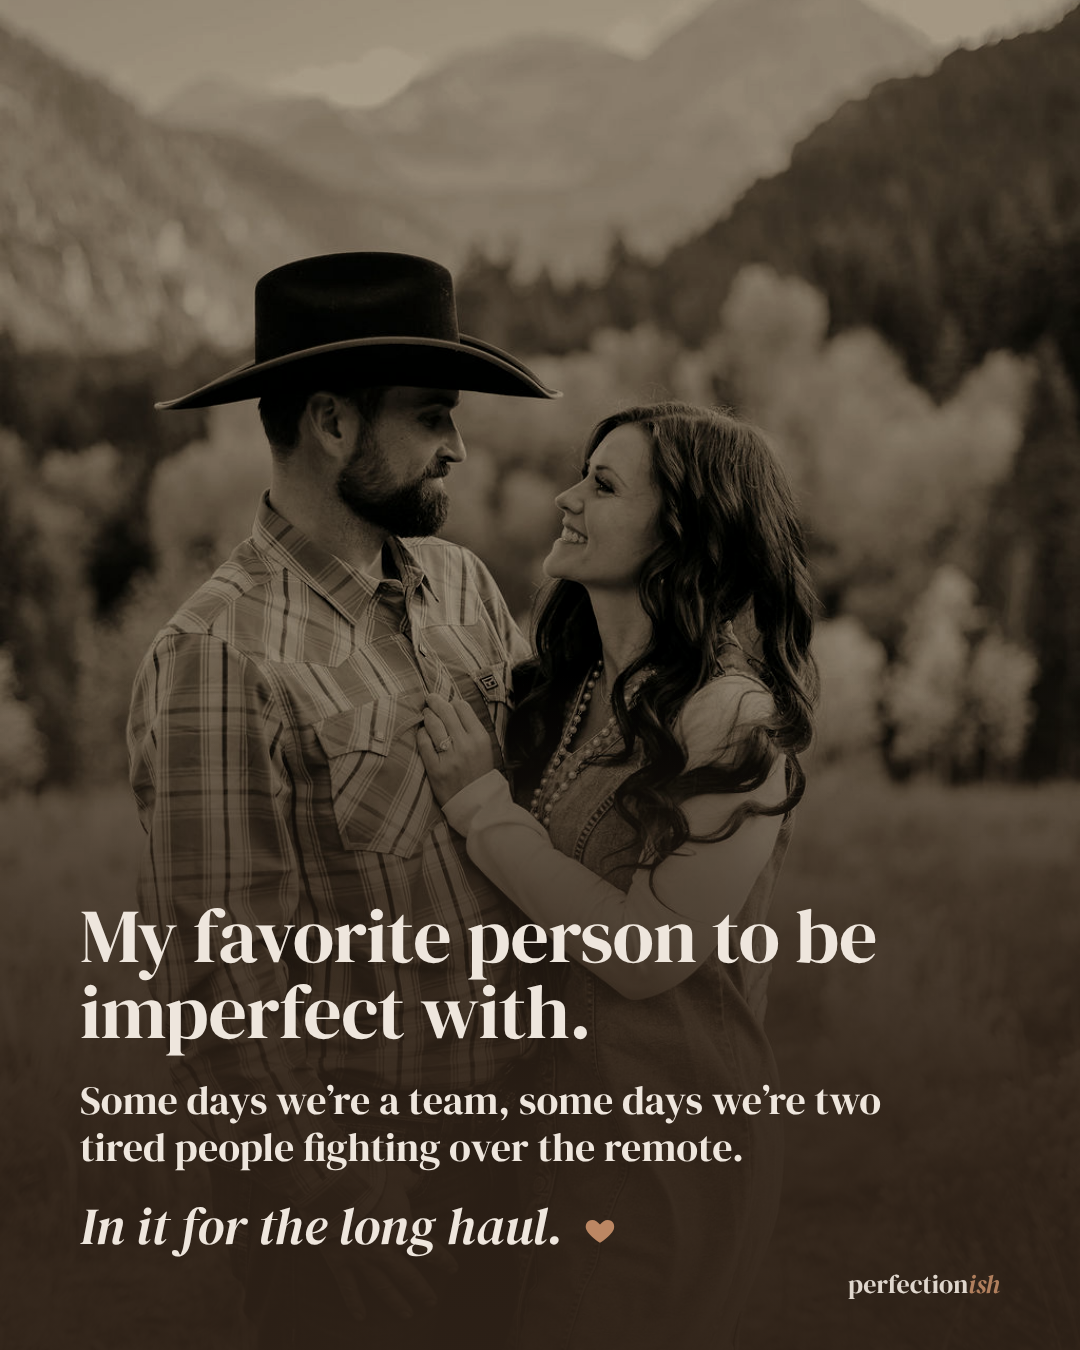 My favorite person to be
imperfect with.
Some days we’re a team, some days we’re two
tired people fighting over the remote.
In it for the long haul.
perfectionish